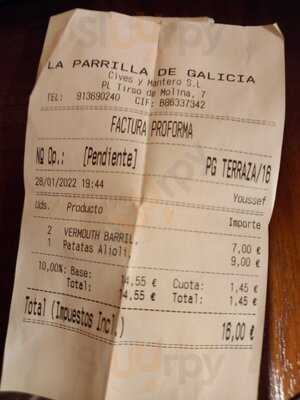 LA PARRILLA DE GALICIA
Cives y Mantero S.L
PL Tirso de Molina, 7
TEL: 913690240 CIF: B86337342
FACTURA PROFORMA
Nº Op.: [Pendiente] PG TERRAZA/16
28/01/2022 19:44 Youssef
Uds. Producto Importe
2 VERMOUTH BARRIL. 7,00 €
1 Patatas Alioli. 9,00 €
10,00% Base: 14,55 € Cuota: 1,45 €
Total: 14,55 € Total: 1,45 €
Total (Impuestos Incl.) 16,00 €